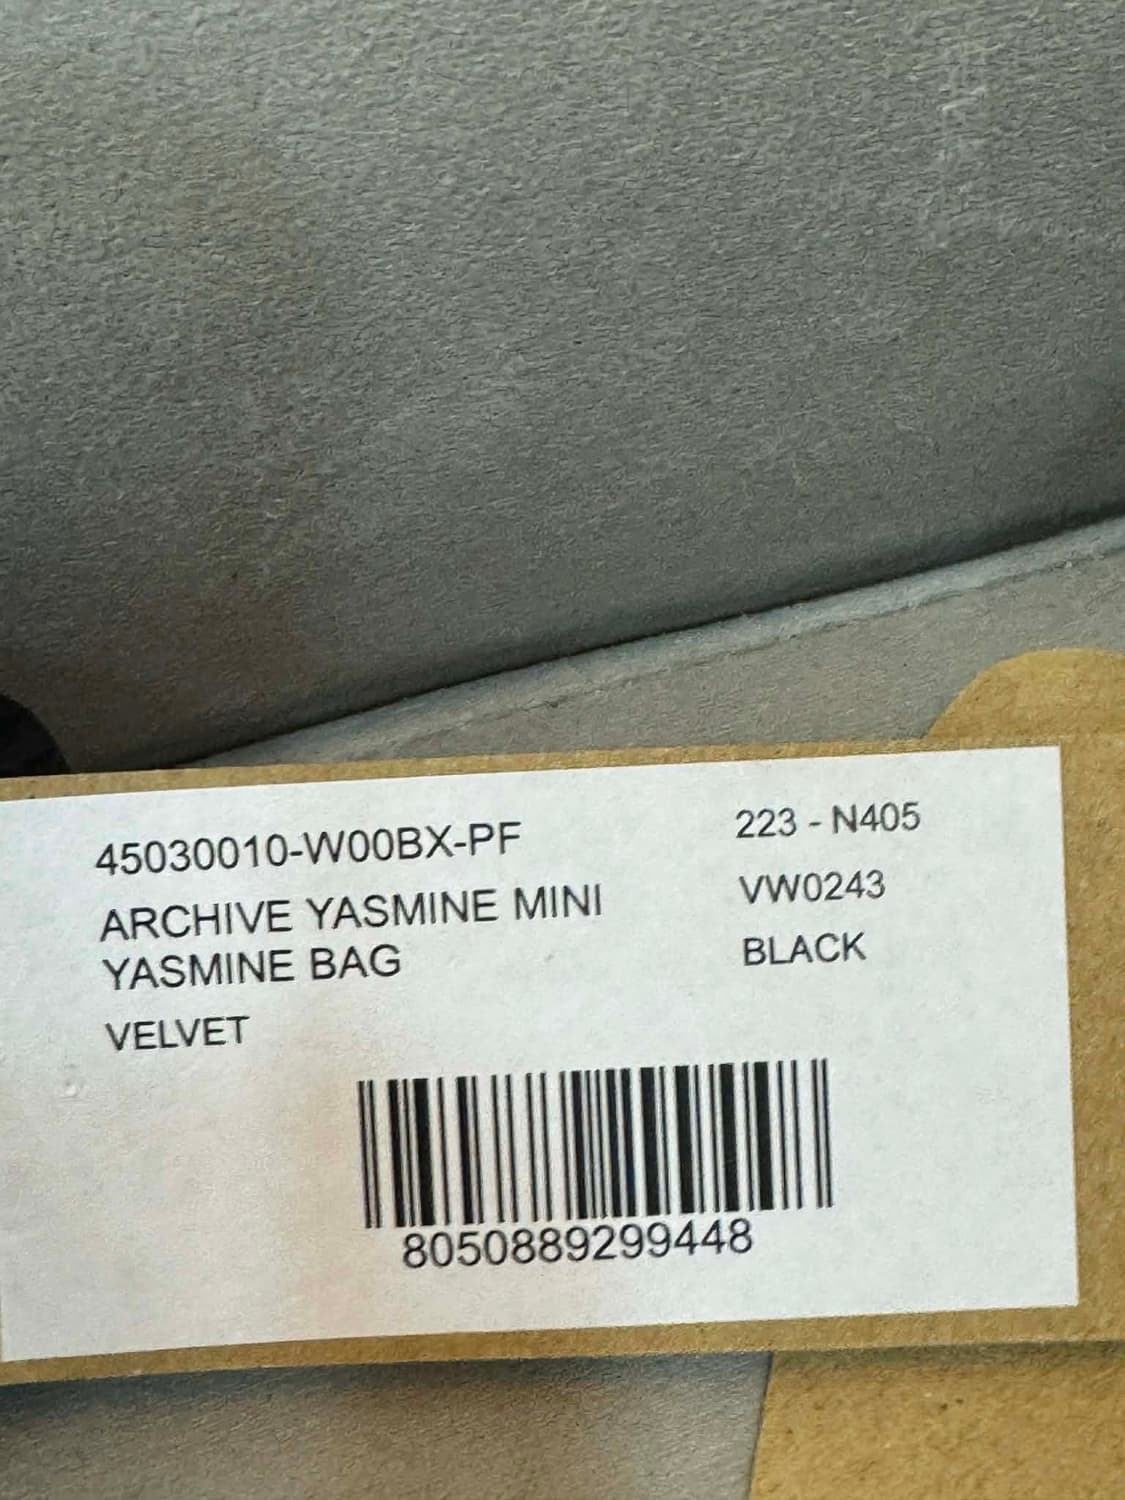 45030010-W00BX-PF
223 - N405
ARCHIVE YASMINE MINI
VW0243
YASMINE BAG
BLACK
VELVET
8050889299448